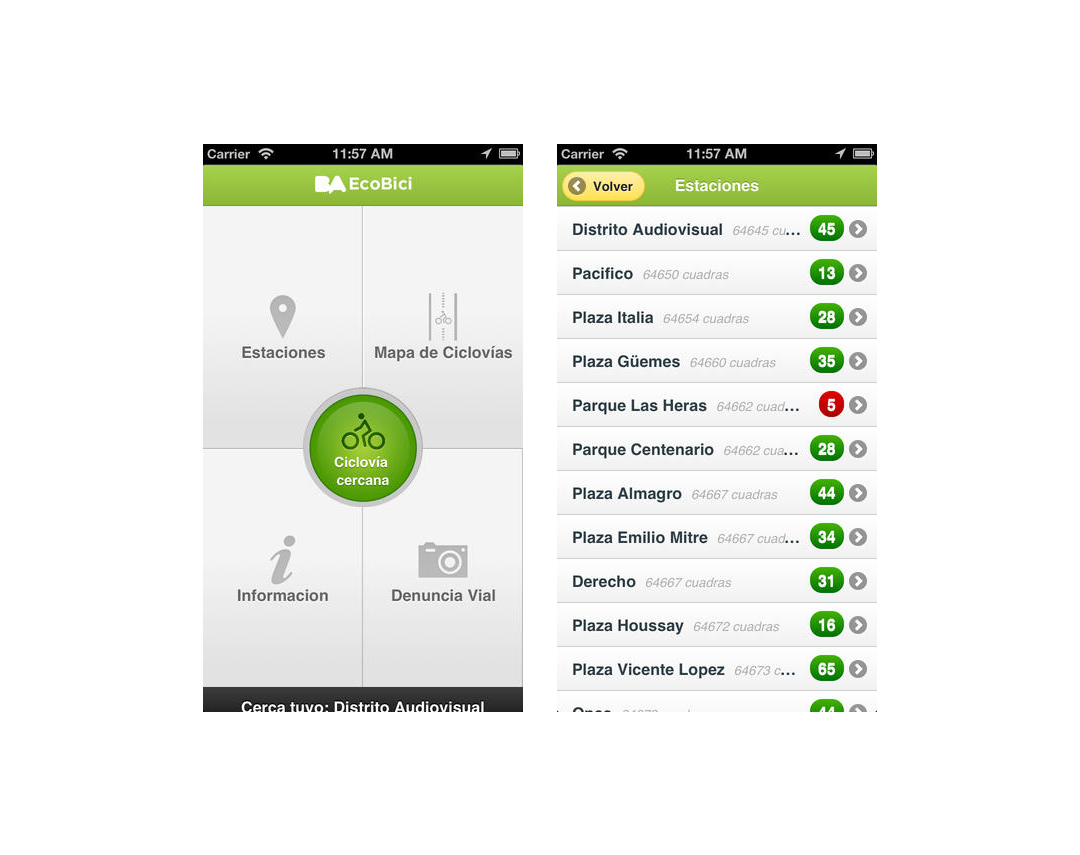 Carrier 11:57 AM
BA EcoBici
Estaciones
Mapa de Ciclovías
Ciclovía
cercana
Informacion
Denuncia Vial
Cerca tuyo: Distrito Audiovisual
Carrier 11:57 AM
Volver Estaciones
Distrito Audiovisual 64645 cu... 45
Pacifico 64650 cuadras 13
Plaza Italia 64654 cuadras 28
Plaza Güemes 64660 cuadras 35
Parque Las Heras 64662 cuad... 5
Parque Centenario 64662 cua... 28
Plaza Almagro 64667 cuadras 44
Plaza Emilio Mitre 64667 cuad... 34
Derecho 64667 cuadras 31
Plaza Houssay 64672 cuadras 16
Plaza Vicente Lopez 64673 c... 65
44